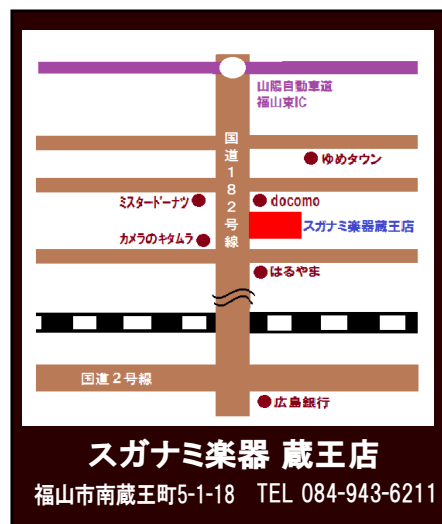 山陽自動車道
福山東IC
国道182号線
ゆめタウン
ミスタードーナツ
docomo
スガナミ楽器蔵王店
カメラのキタムラ
はるやま
国道2号線
広島銀行
スガナミ楽器 蔵王店
福山市南蔵王町5-1-18 TEL 084-943-6211